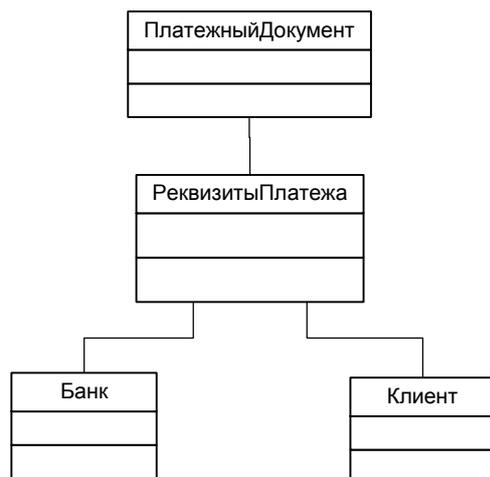 ПлатежныйДокумент
РеквизитыПлатежа
Банк
Клиент